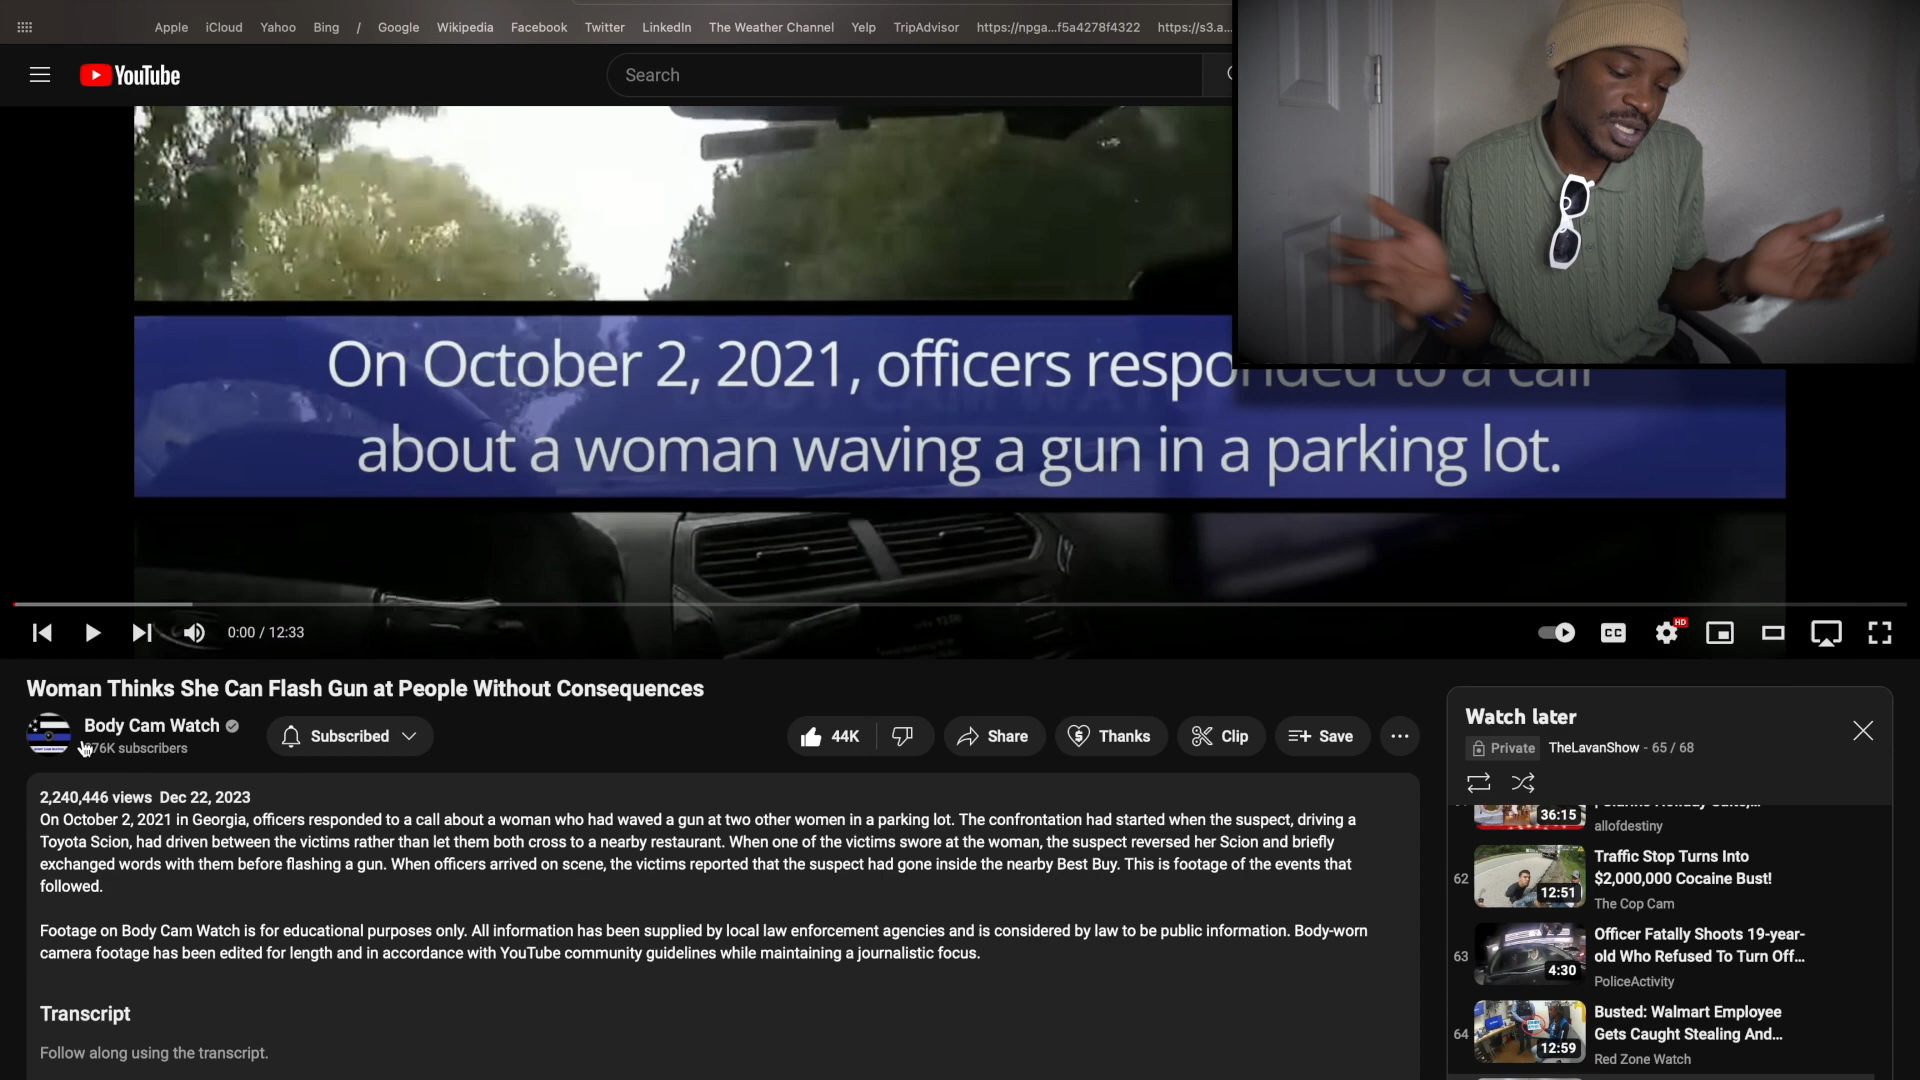 Apple iCloud Yahoo Bing / Google Wikipedia Facebook Twitter LinkedIn The Weather Channel Yelp TripAdvisor https://npga...f5a4278f4322 https://s3.a...
YouTube
Search
On October 2, 2021, officers responded to a call
about a woman waving a gun in a parking lot.
0:00 / 12:33
CC
HD
Woman Thinks She Can Flash Gun at People Without Consequences
Body Cam Watch
76K subscribers
Subscribed
44K
Share
Thanks
Clip
Save
2,240,446 views Dec 22, 2023
On October 2, 2021 in Georgia, officers responded to a call about a woman who had waved a gun at two other women in a parking lot. The confrontation had started when the suspect, driving a
Toyota Scion, had driven between the victims rather than let them both cross to a nearby restaurant. When one of the victims swore at the woman, the suspect reversed her Scion and briefly
exchanged words with them before flashing a gun. When officers arrived on scene, the victims reported that the suspect had gone inside the nearby Best Buy. This is footage of the events that
followed.
Footage on Body Cam Watch is for educational purposes only. All information has been supplied by local law enforcement agencies and is considered by law to be public information. Body-worn
camera footage has been edited for length and in accordance with YouTube community guidelines while maintaining a journalistic focus.
Transcript
Follow along using the transcript.
Watch later
Private TheLavanShow - 65 / 68
36:15
allofdestiny
62
12:51
Traffic Stop Turns Into
$2,000,000 Cocaine Bust!
The Cop Cam
63
4:30
Officer Fatally Shoots 19-year-
old Who Refused To Turn Off...
PoliceActivity
64
12:59
Busted: Walmart Employee
Gets Caught Stealing And...
Red Zone Watch